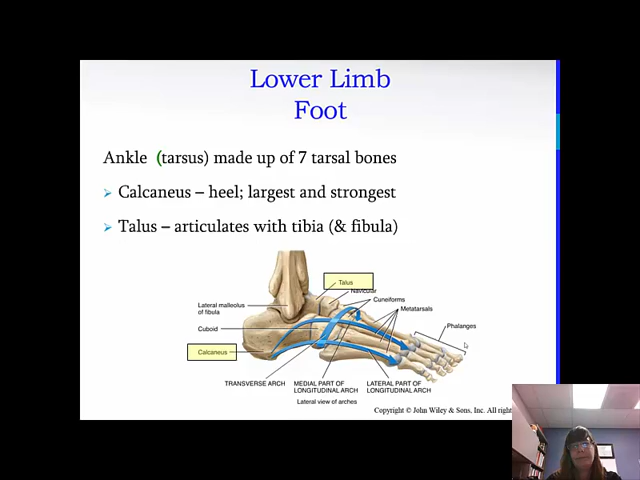 Lower Limb
Foot
Ankle (tarsus) made up of 7 tarsal bones
➢ Calcaneus – heel; largest and strongest
➢ Talus – articulates with tibia (& fibula)
Talus
Navicular
Cuneiforms
Lateral malleolus
of fibula
Metatarsals
Phalanges
Cuboid
Calcaneus
TRANSVERSE ARCH
MEDIAL PART OF
LONGITUDINAL ARCH
LATERAL PART OF
LONGITUDINAL ARCH
Lateral view of arches
Copyright © John Wiley & Sons, Inc. All right